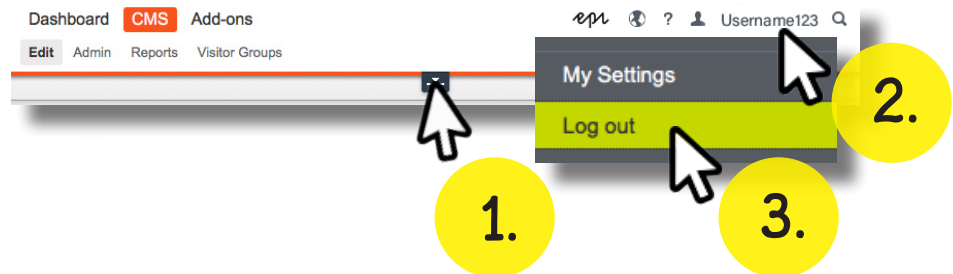 Dashboard CMS Add-ons epi ? Username123
Edit Admin Reports Visitor Groups
My Settings
Log out
2.
1.
3.